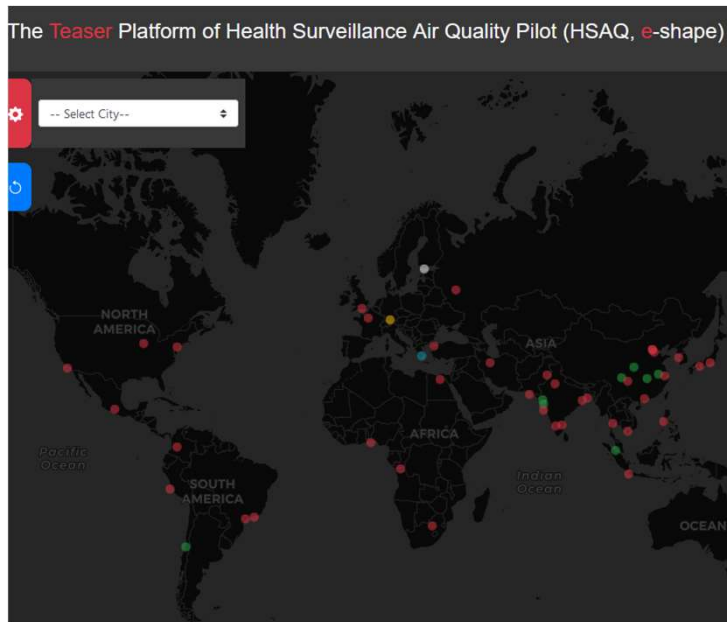 The Teaser Platform of Health Surveillance Air Quality Pilot (HSAQ, e-shape)
-- Select City--
NORTH
AMERICA
ASIA
Pacific
Ocean
AFRICA
SOUTH
AMERICA
Indian
Ocean
OCEAN